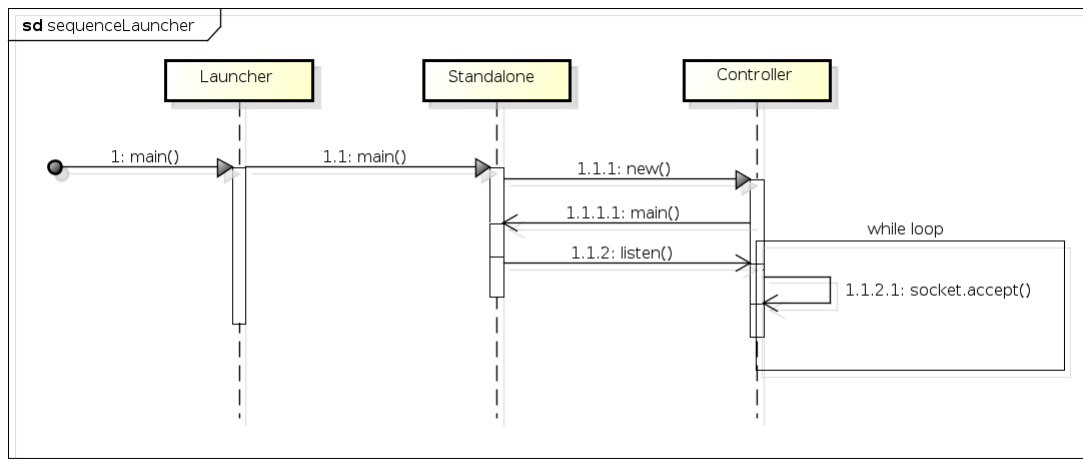 sd sequenceLauncher
Launcher
Standalone
Controller
1: main()
1.1: main()
1.1.1: new()
1.1.1.1: main()
while loop
1.1.2: listen()
1.1.2.1: socket.accept()